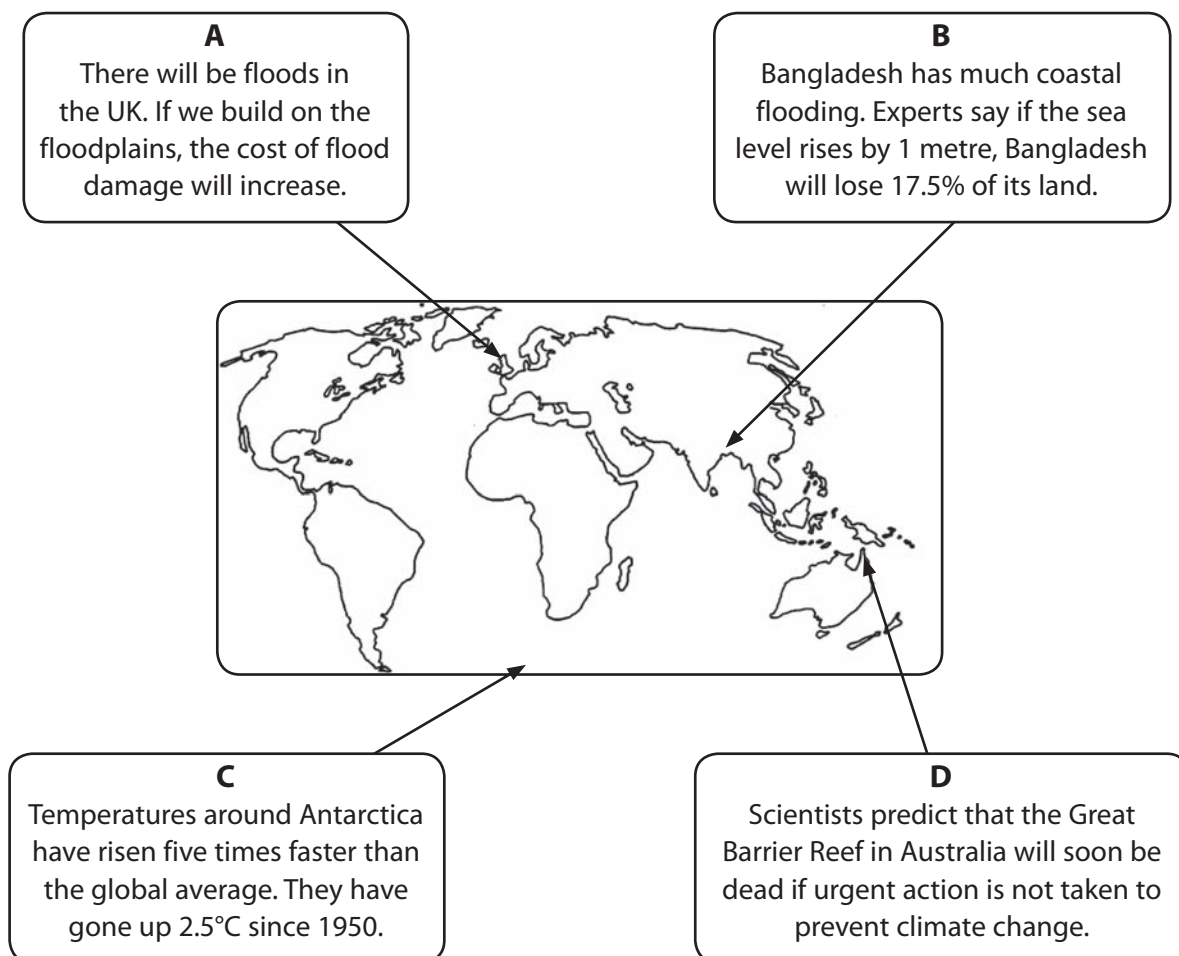 A
There will be floods in
the UK. If we build on the
floodplains, the cost of flood
damage will increase.
B
Bangladesh has much coastal
flooding. Experts say if the sea
level rises by 1 metre, Bangladesh
will lose 17.5% of its land.
C
Temperatures around Antarctica
have risen five times faster than
the global average. They have
gone up 2.5°C since 1950.
D
Scientists predict that the Great
Barrier Reef in Australia will soon be
dead if urgent action is not taken to
prevent climate change.